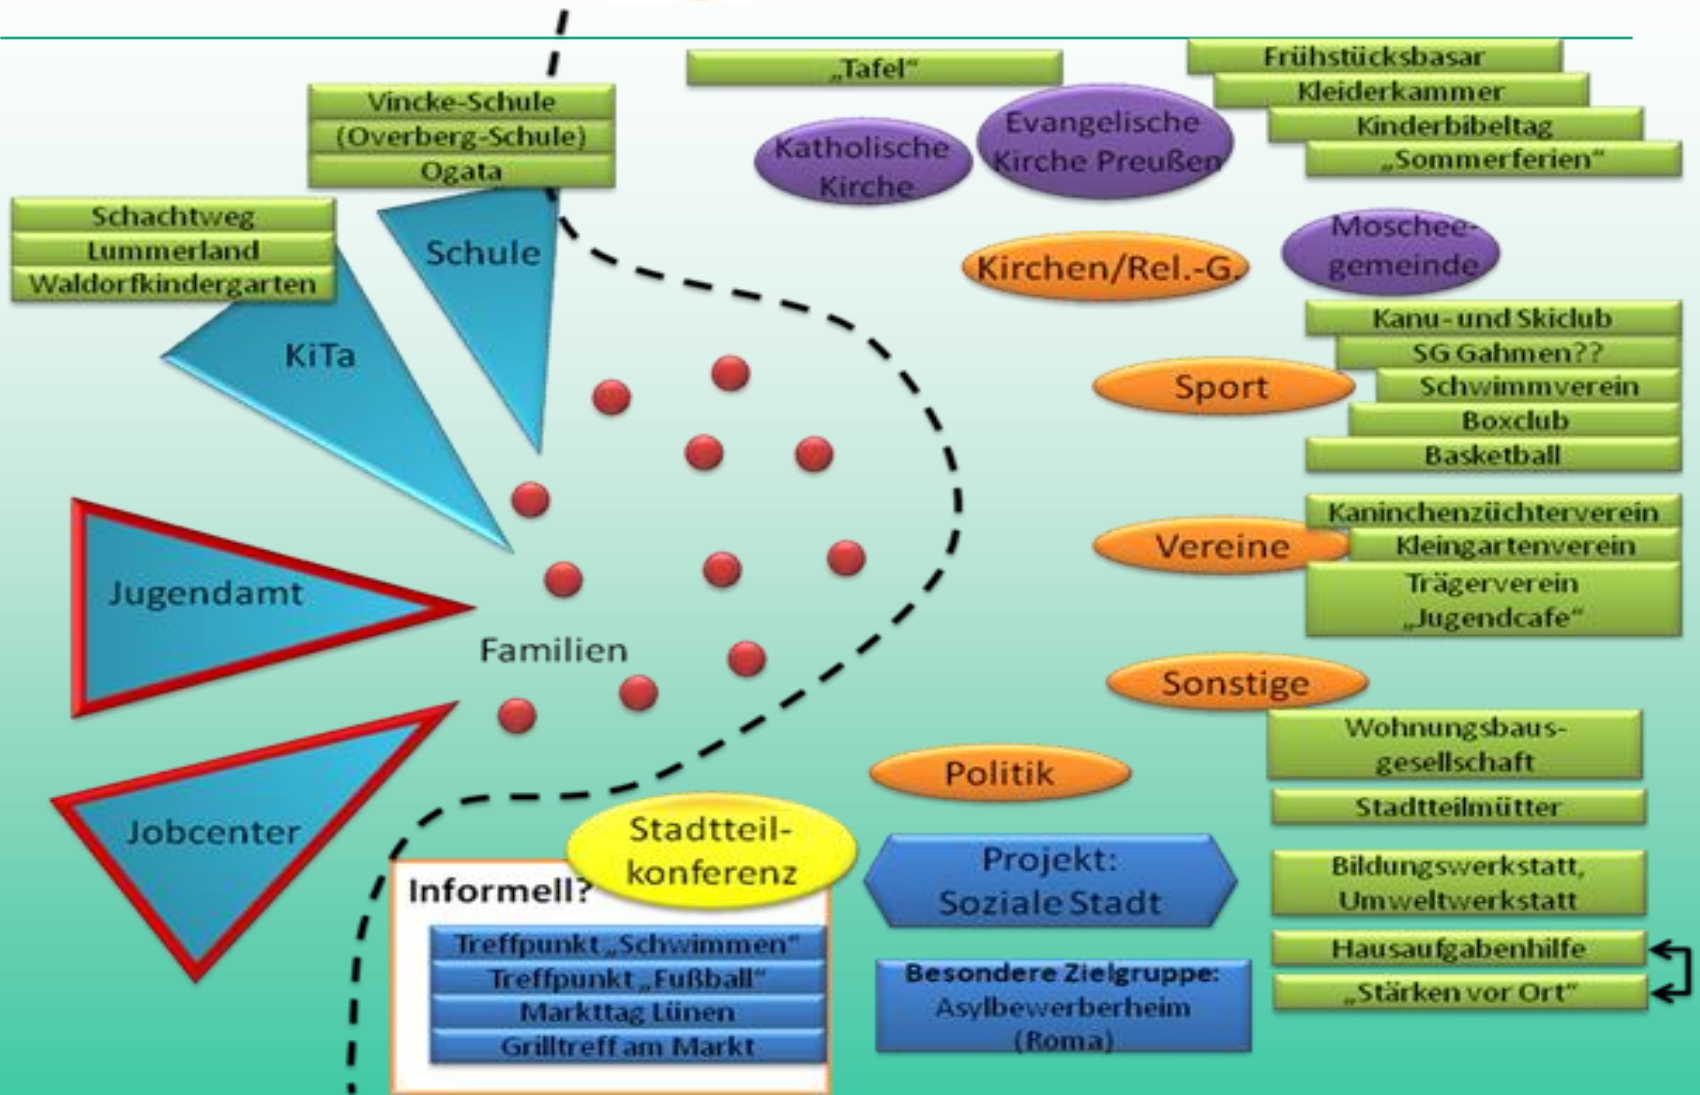 „Tafel“
Frühstücksbasar
Kleiderkammer
Kinderbibeltag
„Sommerferien“
Vincke-Schule
(Overberg-Schule)
Ogata
Katholische
Kirche
Evangelische
Kirche Preußen
Schachtweg
Lummerland
Waldorfkindergarten
Schule
Kirchen/Rel.-G.
Moschee-
gemeinde
KiTa
Kanu- und Skiclub
SG Gahmen??
Schwimmverein
Boxclub
Basketball
Sport
Kaninchenzüchterverein
Kleingartenverein
Trägerverein
„Jugendcafe“
Vereine
Jugendamt
Familien
Sonstige
Wohnungsbaus-
gesellschaft
Stadtteilmütter
Bildungswerkstatt,
Umweltwerkstatt
Hausaufgabenhilfe
„Stärken vor Ort“
Politik
Jobcenter
Stadtteil-
konferenz
Projekt:
Soziale Stadt
Informell?
Treffpunkt „Schwimmen“
Treffpunkt „Fußball“
Markttag Lünen
Grilltreff am Markt
Besondere Zielgruppe:
Asylbewerberheim
(Roma)